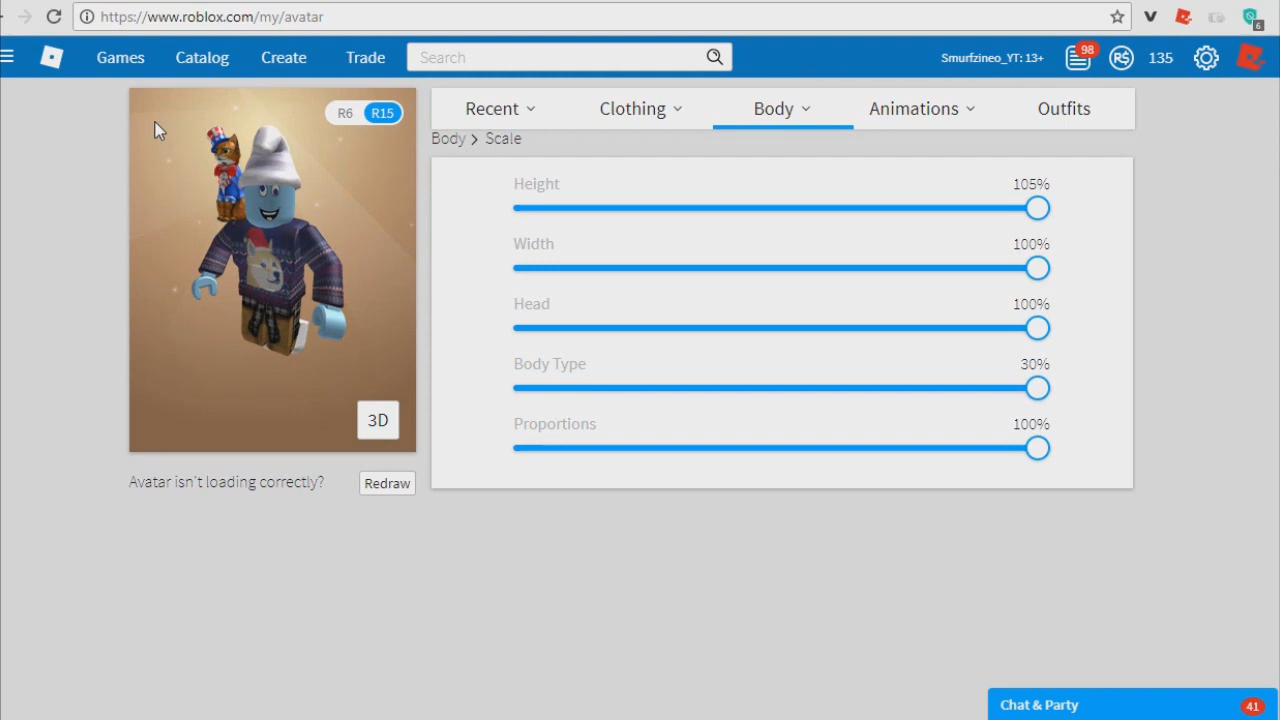 https://www.roblox.com/my/avatar
6
Games Catalog Create Trade Search Smurfzineo_YT: 13+ 98 R$ 135
R6 R15
Recent Clothing Body Animations Outfits
Body > Scale
Height 105%
Width 100%
Head 100%
Body Type 30%
Proportions 100%
3D
Avatar isn't loading correctly? Redraw
Chat & Party 41